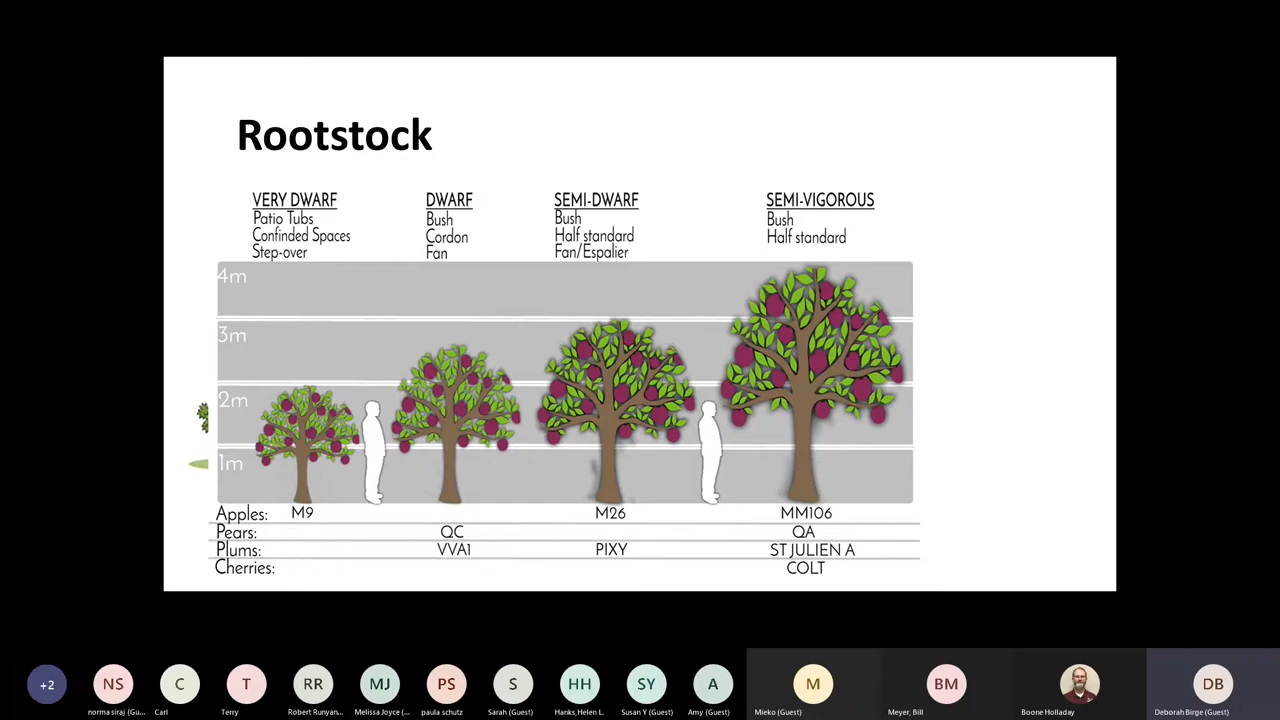 Rootstock
VERY DWARF
Patio Tubs
Confinded Spaces
Step-over
DWARF
Bush
Cordon
Fan
SEMI-DWARF
Bush
Half standard
Fan/Espalier
SEMI-VIGOROUS
Bush
Half standard
4m
3m
2m
1m
Apples: M9 M26 MM106
Pears: QC QA
Plums: VVA1 PIXY ST JULIEN A
Cherries: COLT
+2 NS C T RR MJ PS S HH SY A M BM DB
norma siraj (Gu... Carl Terry Robert Runyan... Melissa Joyce (... paula schutz Sarah (Guest) Hanks,Helen L. Susan Y (Guest) Amy (Guest) Mieko (Guest) Meyer, Bill Boone Holladay Deborah Birge (Guest)